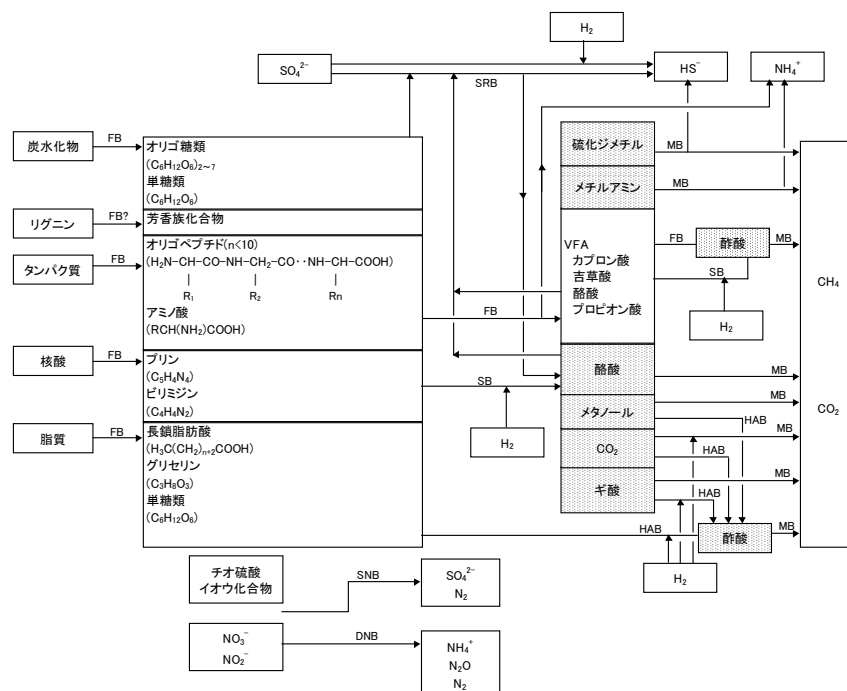 H₂
SO₄²⁻
HS⁻
NH₄⁺
SRB
炭水化物
FB
オリゴ糖類
(C₆H₁₂O₆)₂~₇
単糖類
(C₆H₁₂O₆)
リグニン
FB?
芳香族化合物
タンパク質
FB
オリゴペプチド(n<10)
(H₂N-CH-CO-NH-CH₂-CO··NH-CH-COOH)
| | |
R₁ R₂ Rn
アミノ酸
(RCH(NH₂)COOH)
核酸
FB
プリン
(C₅H₄N₄)
ピリミジン
(C₄H₄N₂)
脂質
FB
長鎖脂肪酸
(H₃C(CH₂)ₙ₊₂COOH)
グリセリン
(C₃H₈O₃)
単糖類
(C₆H₁₂O₆)
FB
SB
H₂
HAB
硫化ジメチル
MB
メチルアミン
MB
VFA
カプロン酸
吉草酸
酪酸
プロピオン酸
FB
酢酸
MB
SB
H₂
酪酸
MB
メタノール
MB
HAB
CO₂
MB
HAB
ギ酸
MB
HAB
酢酸
MB
H₂
CH₄
CO₂
チオ硫酸
イオウ化合物
SNB
SO₄²⁻
N₂
NO₃⁻
NO₂⁻
DNB
NH₄⁺
N₂O
N₂